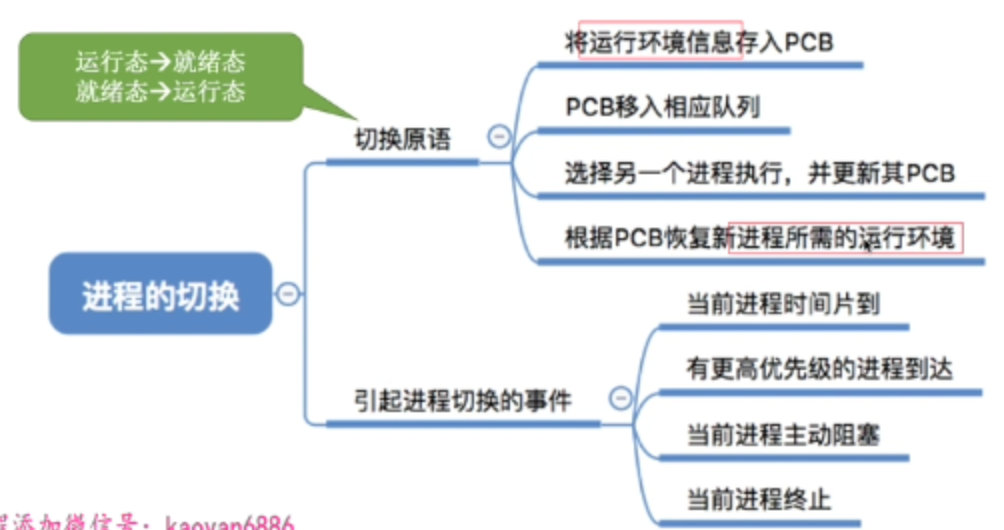 运行态→就绪态
就绪态→运行态
切换原语
将运行环境信息存入PCB
PCB移入相应队列
选择另一个进程执行，并更新其PCB
根据PCB恢复新进程所需的运行环境
进程的切换
引起进程切换的事件
当前进程时间片到
有更高优先级的进程到达
当前进程主动阻塞
当前进程终止
添加微信号：kaoyan6886